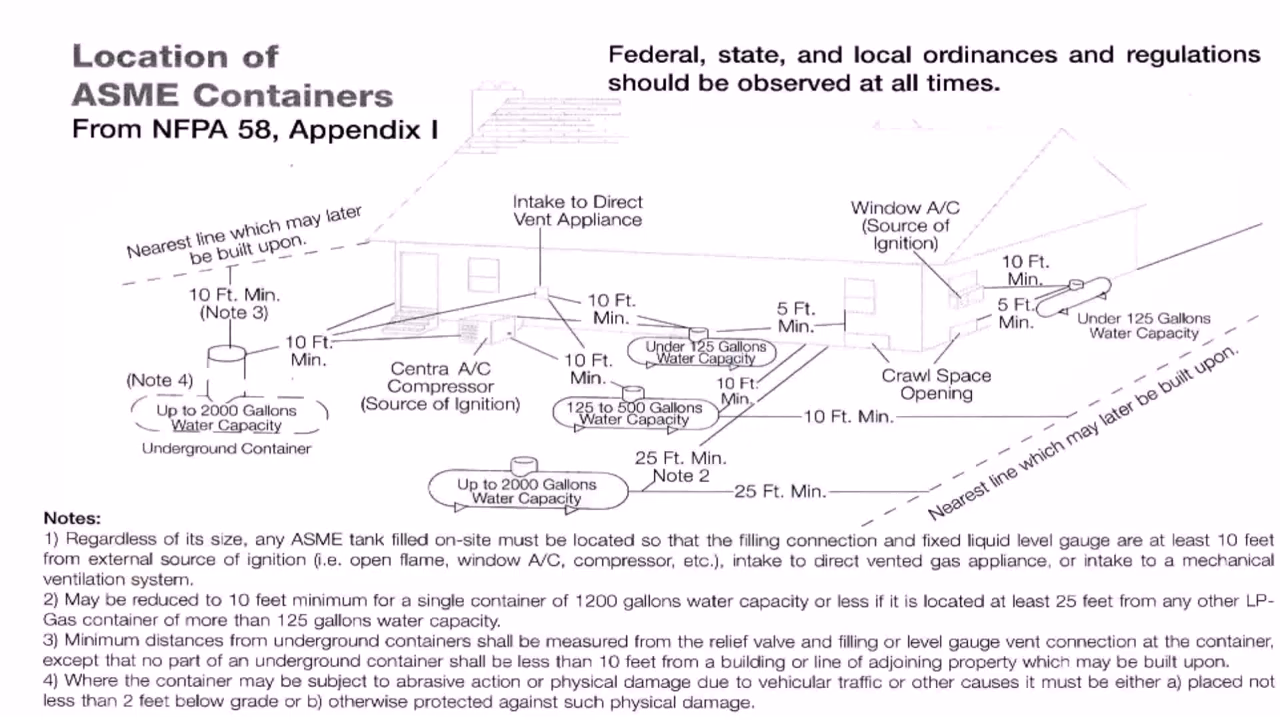 Location of
ASME Containers
From NFPA 58, Appendix I
Federal, state, and local ordinances and regulations
should be observed at all times.
Nearest line which may later
be built upon.
10 Ft. Min.
(Note 3)
10 Ft.
Min.
(Note 4)
Up to 2000 Gallons
Water Capacity
Underground Container
Intake to Direct
Vent Appliance
Centra A/C
Compressor
(Source of Ignition)
10 Ft.
Min.
10 Ft.
Min.
Under 125 Gallons
Water Capacity
5 Ft.
Min.
125 to 500 Gallons
Water Capacity
10 Ft.
Min.
10 Ft. Min.
Up to 2000 Gallons
Water Capacity
25 Ft. Min.
Note 2
25 Ft. Min.
Window A/C
(Source of
Ignition)
10 Ft.
Min.
5 Ft.
Min.
Under 125 Gallons
Water Capacity
Crawl Space
Opening
Nearest line which may later be built upon.
Notes:
1) Regardless of its size, any ASME tank filled on-site must be located so that the filling connection and fixed liquid level gauge are at least 10 feet
from external source of ignition (i.e. open flame, window A/C, compressor, etc.), intake to direct vented gas appliance, or intake to a mechanical
ventilation system.
2) May be reduced to 10 feet minimum for a single container of 1200 gallons water capacity or less if it is located at least 25 feet from any other LP-
Gas container of more than 125 gallons water capacity.
3) Minimum distances from underground containers shall be measured from the relief valve and filling or level gauge vent connection at the container,
except that no part of an underground container shall be less than 10 feet from a building or line of adjoining property which may be built upon.
4) Where the container may be subject to abrasive action or physical damage due to vehicular traffic or other causes it must be either a) placed not
less than 2 feet below grade or b) otherwise protected against such physical damage.